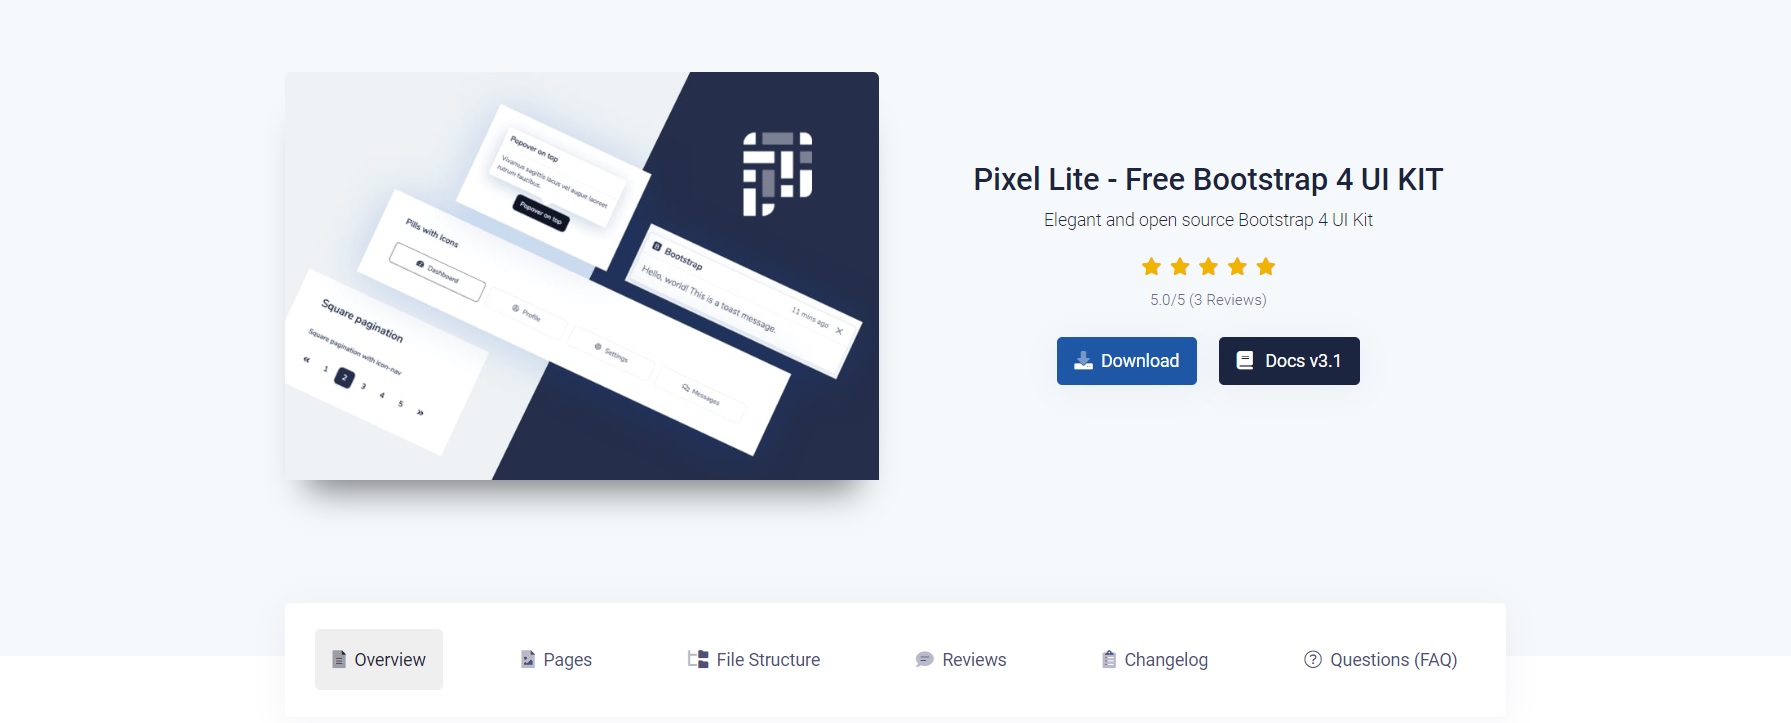 Popover on top
Vivamus sagittis lacus vel augue laoreet
rutrum faucibus.
Popover on top
Pills with icons
Dashboard
Profile
Settings
Messages
Bootstrap
11 mins ago
Hello, world! This is a toast message.
Square pagination
Square pagination with icon-nav
« 1 2 3 4 5 »
Pixel Lite - Free Bootstrap 4 UI KIT
Elegant and open source Bootstrap 4 UI Kit
5.0/5 (3 Reviews)
Download Docs v3.1
Overview Pages File Structure Reviews Changelog Questions (FAQ)